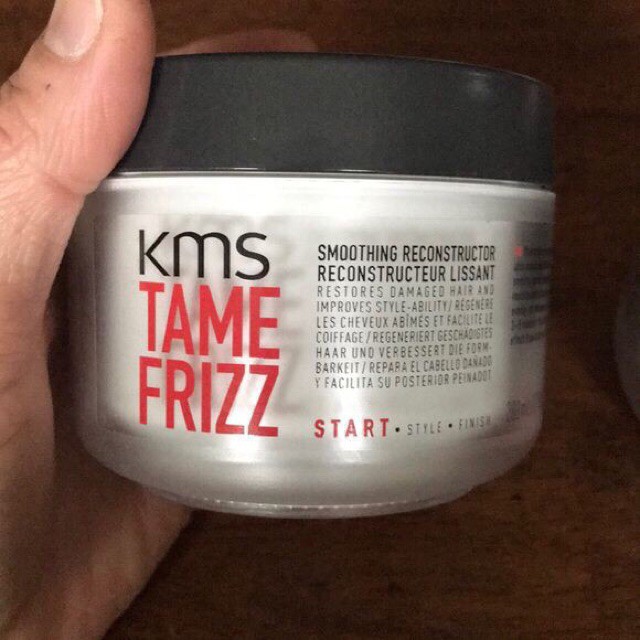 kms
TAME
FRIZZ
SMOOTHING RECONSTRUCTOR
RECONSTRUCTEUR LISSANT
RESTORES DAMAGED HAIR AND
IMPROVES STYLE-ABILITY/RÉGÉNÈRE
LES CHEVEUX ABÎMÉS ET FACILITE LE
COIFFAGE/REGENERIERT GESCHÄDIGTES
HAAR UND VERBESSERT DIE FORM-
BARKEIT/REPARA EL CABELLO DAÑADO
Y FACILITA SU POSTERIOR PEINADO.
START • STYLE • FINISH